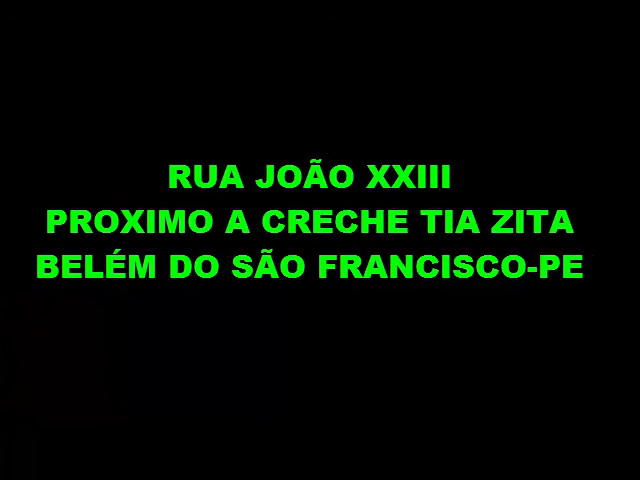 RUA JOÃO XXIII
PROXIMO A CRECHE TIA ZITA
BELÉM DO SÃO FRANCISCO-PE